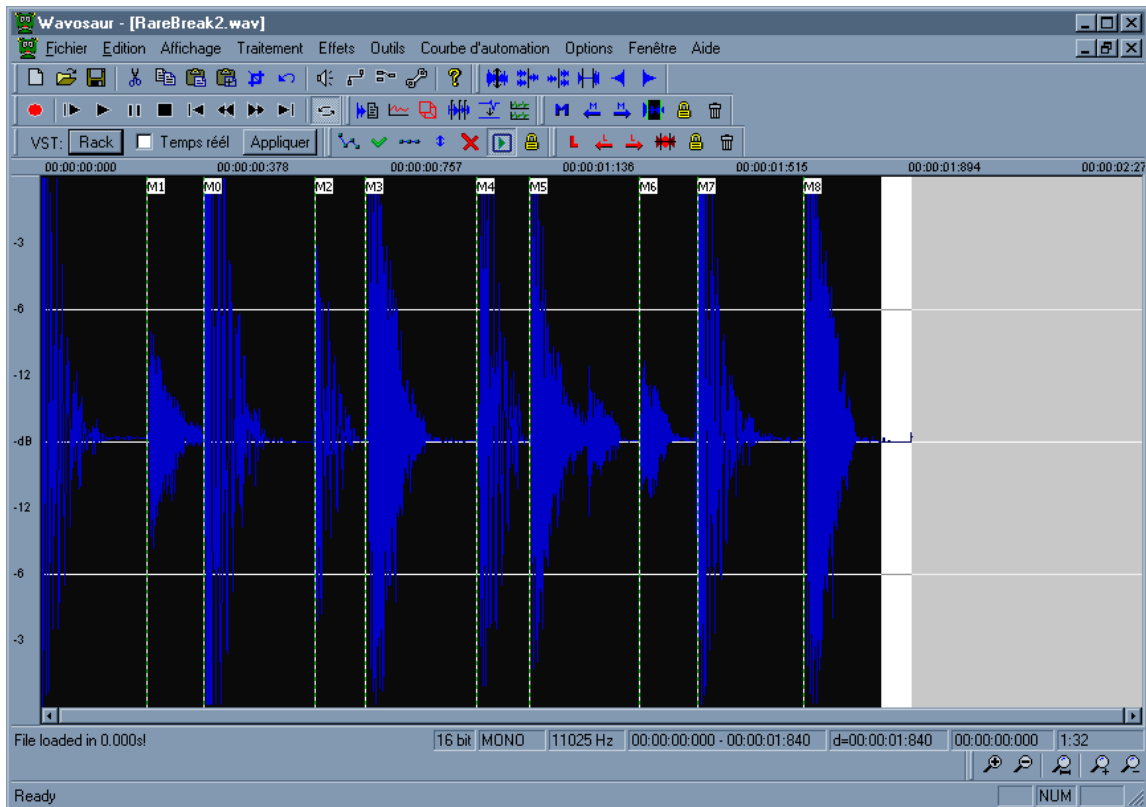 Wavosaur - [RareBreak2.wav]
Fichier Edition Affichage Traitement Effets Outils Courbe d'automation Options Fenêtre Aide
VST: Rack Temps réél Appliquer
00:00:00:000 00:00:00:378 00:00:00:757 00:00:01:136 00:00:01:515 00:00:01:894 00:00:02:27
M1 M0 M2 M3 M4 M5 M6 M7 M8
-3
-6
-12
-dB
-12
-6
-3
File loaded in 0.000s! 16 bit MONO 11025 Hz 00:00:00:000 - 00:00:01:840 d=00:00:01:840 00:00:00:000 1:32
Ready NUM